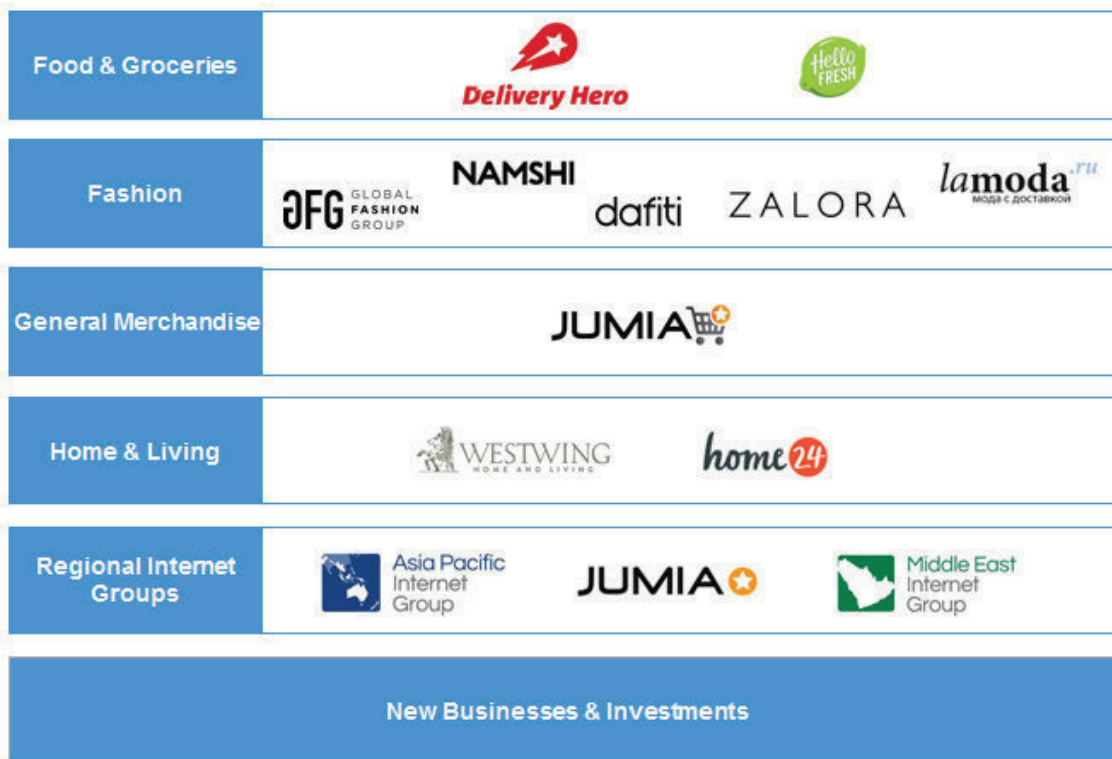 Food & Groceries
Delivery Hero
Hello
FRESH
Fashion
GFG GLOBAL
FASHION
GROUP
NAMSHI
dafiti
ZALORA
lamoda.ru
мода с доставкой
General Merchandise
JUMIA
Home & Living
WESTWING
HOME AND LIVING
home24
Regional Internet
Groups
Asia Pacific
Internet
Group
JUMIA
Middle East
Internet
Group
New Businesses & Investments